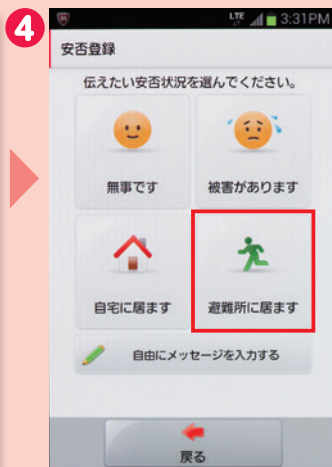 4
LTE 3:31PM
安否登録
伝えたい安否状況を選んでください。
無事です
被害があります
自宅に居ます
避難所に居ます
自由にメッセージを入力する
戻る